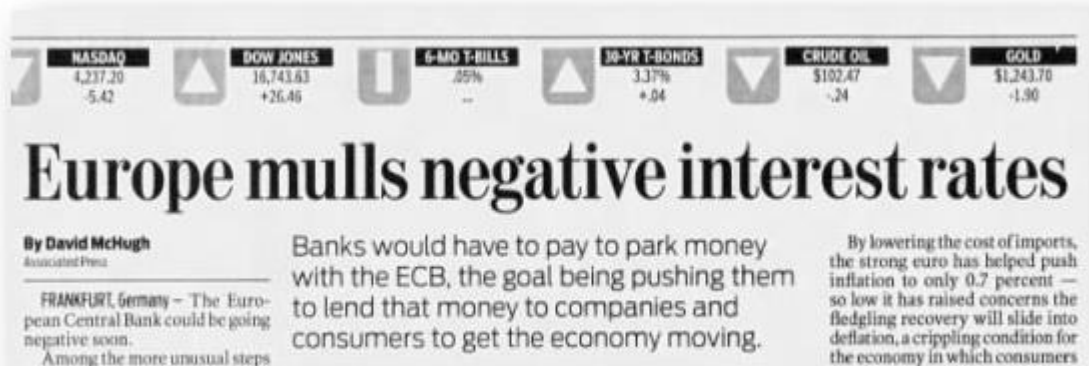 NASDAQ
4,237.20
-5.42
DOW JONES
16,743.63
+26.46
6-MO T-BILLS
.05%
...
30-YR T-BONDS
3.37%
+.04
CRUDE OIL
$102.47
-.24
GOLD
$1,243.70
-1.90
Europe mulls negative interest rates
By David McHugh
Associated Press
FRANKFURT, Germany – The Euro-
pean Central Bank could be going
negative soon.
Among the more unusual steps
Banks would have to pay to park money
with the ECB, the goal being pushing them
to lend that money to companies and
consumers to get the economy moving.
By lowering the cost of imports,
the strong euro has helped push
inflation to only 0.7 percent —
so low it has raised concerns the
fledgling recovery will slide into
deflation, a crippling condition for
the economy in which consumers